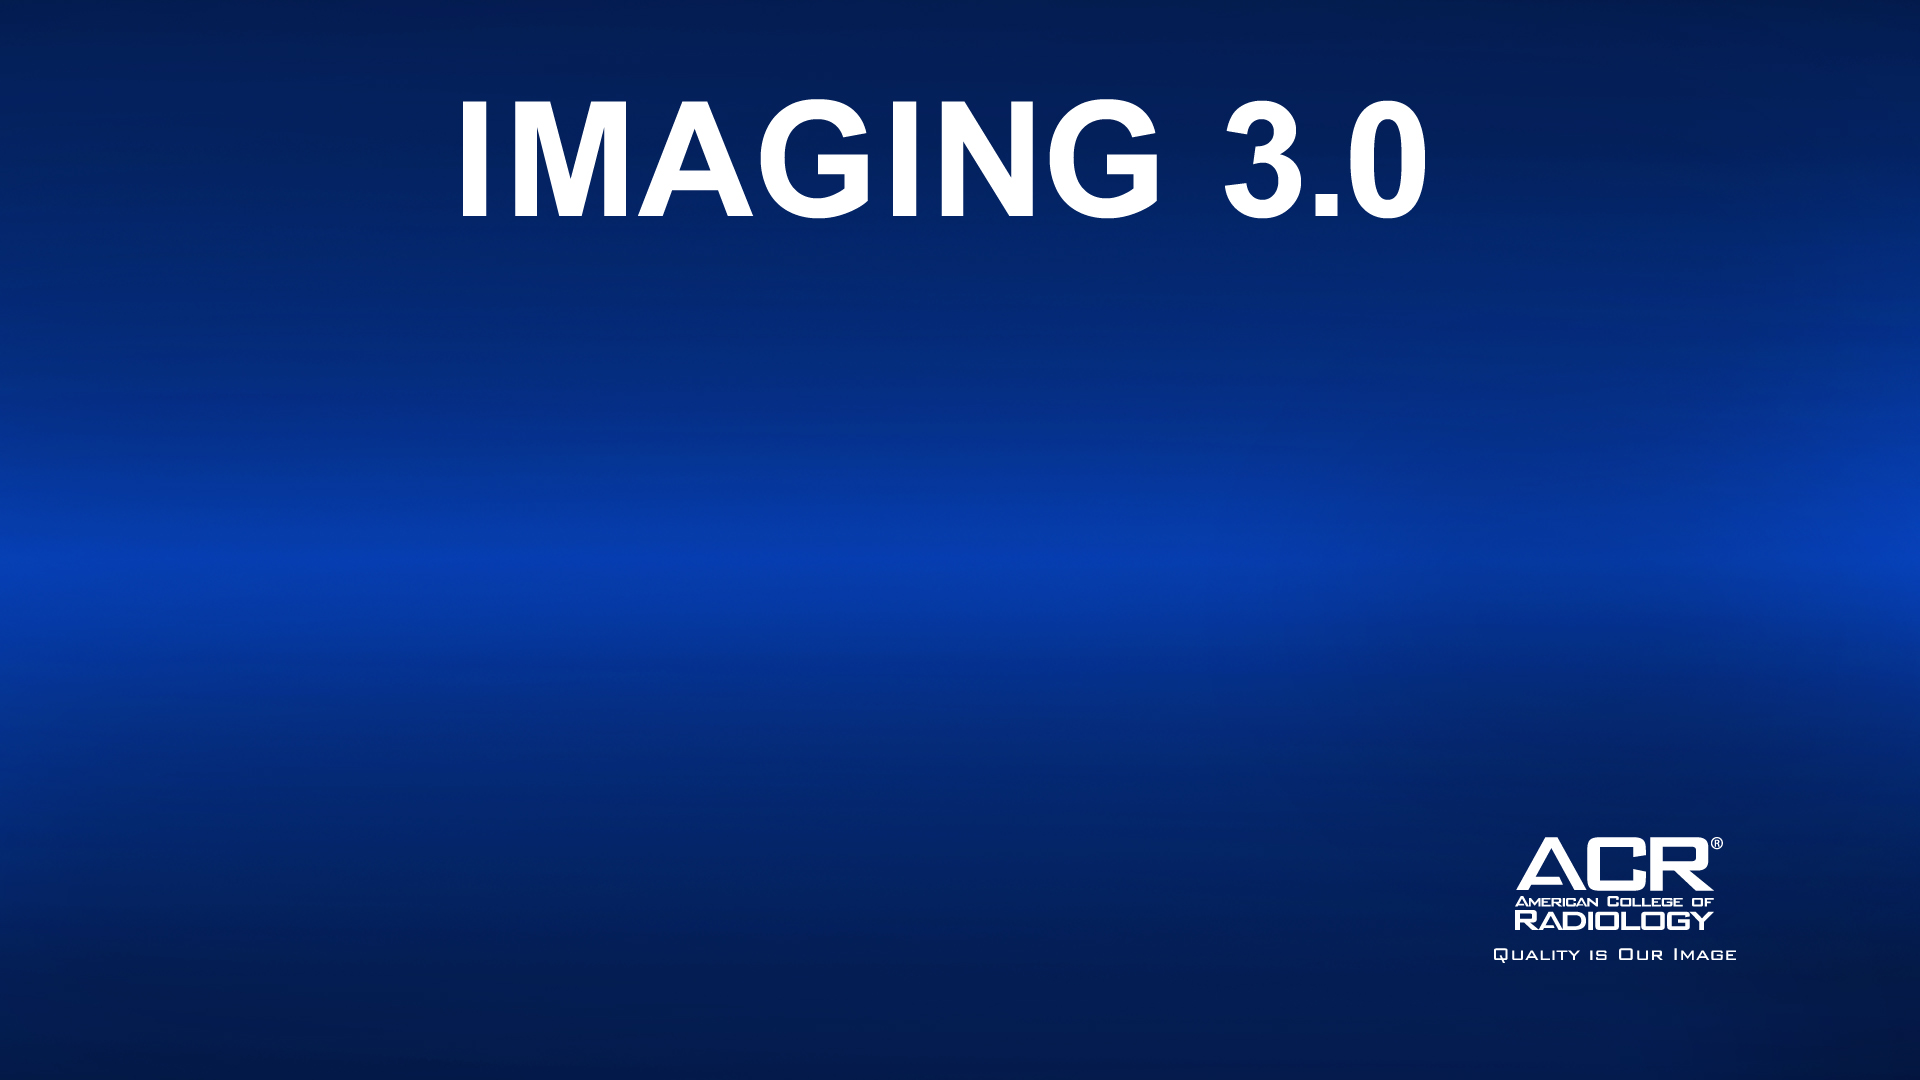 IMAGING 3.0
ACR®
AMERICAN COLLEGE OF
RADIOLOGY
QUALITY IS OUR IMAGE